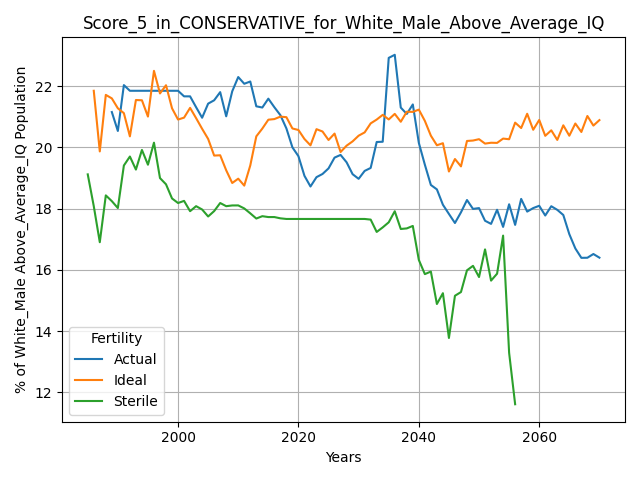 Score_5_in_CONSERVATIVE_for_White_Male_Above_Average_IQ
% of White_Male Above_Average_IQ Population
22
20
18
16
14
12
Fertility
Actual
Ideal
Sterile
2000
2020
2040
2060
Years